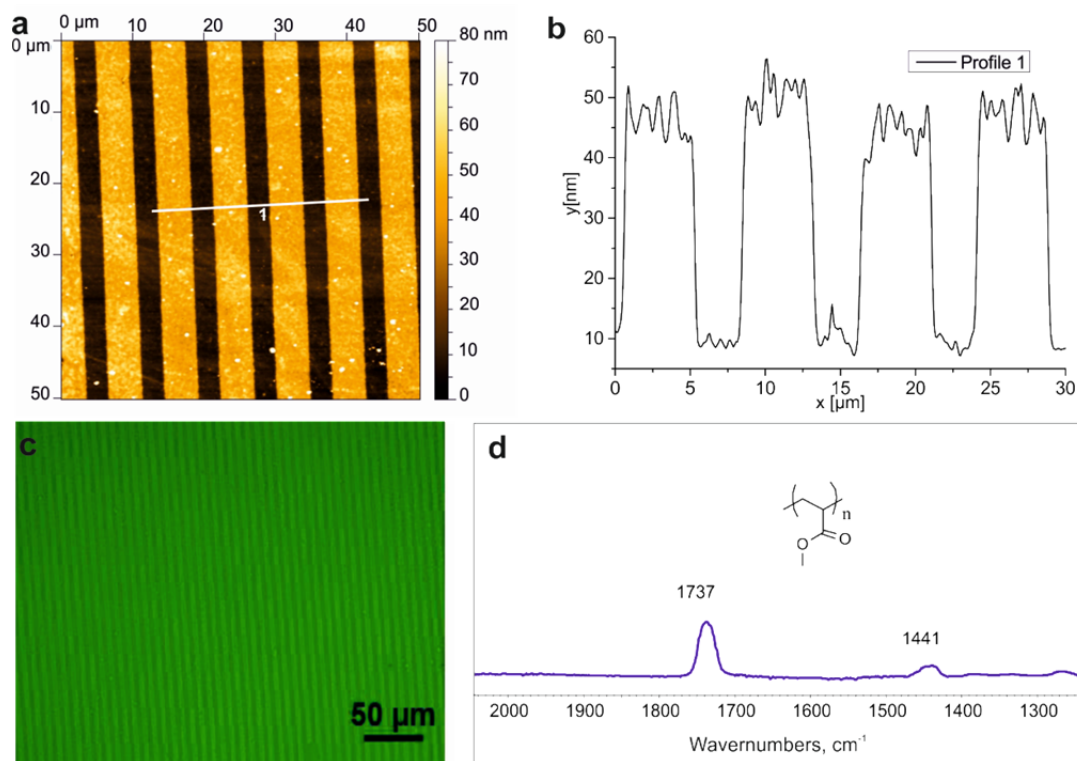 a
0 µm 10 20 30 40 50
0 µm
10
20
30
40
50
1
80 nm
70
60
50
40
30
20
10
0
b
Profile 1
y[nm]
60
50
40
30
20
10
0 5 10 15 20 25 30
x [µm]
c
50 µm
d
n
O O
1737
1441
2000 1900 1800 1700 1600 1500 1400 1300
Wavernumbers, cm-1